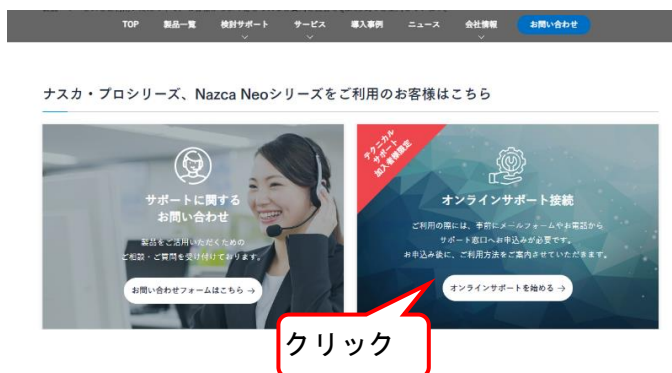 TOP 製品一覧 検討サポート サービス 導入事例 ニュース 会社情報 お問い合わせ
ナスカ・プロシリーズ、Nazca Neoシリーズをご利用のお客様はこちら
サポートに関する
お問い合わせ
製品をご活用いただくための
ご相談・ご質問を受け付けております。
お問い合わせフォームはこちら →
テクニカル
サポート
加入者様限定
オンラインサポート接続
ご利用の際には、事前にメールフォームやお電話から
サポート窓口へお申込みが必要です。
お申込み後に、ご利用方法をご案内させていただきます。
オンラインサポートを始める →
クリック